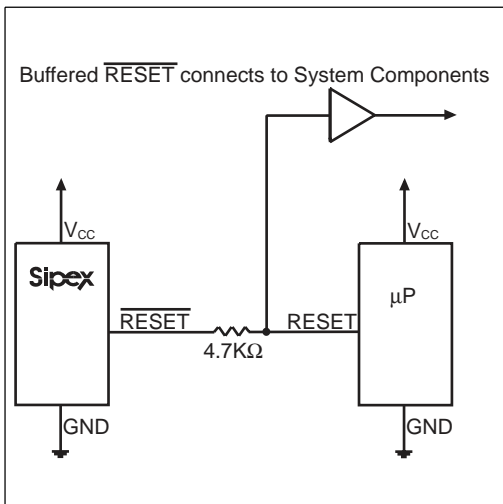 Buffered RESET connects to System Components
VCC
VCC
Sipex
μP
RESET
RESET
4.7KΩ
GND
GND